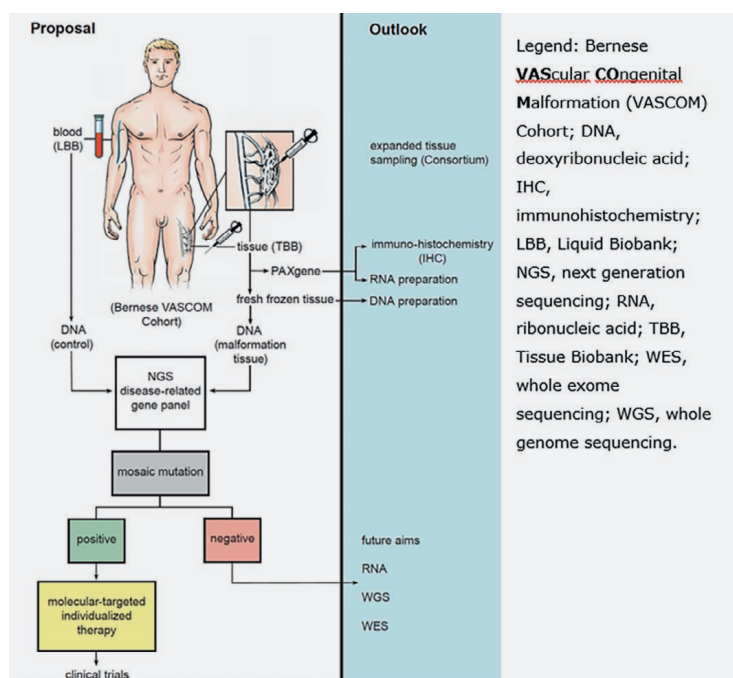 Proposal
blood
(LBB)
tissue (TBB)
PAXgene
fresh frozen tissue
(Bernese VASCOM
Cohort)
DNA
(control)
DNA
(malformation
tissue)
NGS
disease-related
gene panel
mosaic mutation
positive
negative
molecular-targeted
individualized
therapy
clinical trials
Outlook
expanded tissue
sampling (Consortium)
immuno-histochemistry
(IHC)
RNA preparation
DNA preparation
future aims
RNA
WGS
WES
Legend: Bernese
VAScular COngenital
Malformation (VASCOM)
Cohort; DNA,
deoxyribonucleic acid;
IHC,
immunohistochemistry;
LBB, Liquid Biobank;
NGS, next generation
sequencing; RNA,
ribonucleic acid; TBB,
Tissue Biobank; WES,
whole exome
sequencing; WGS, whole
genome sequencing.